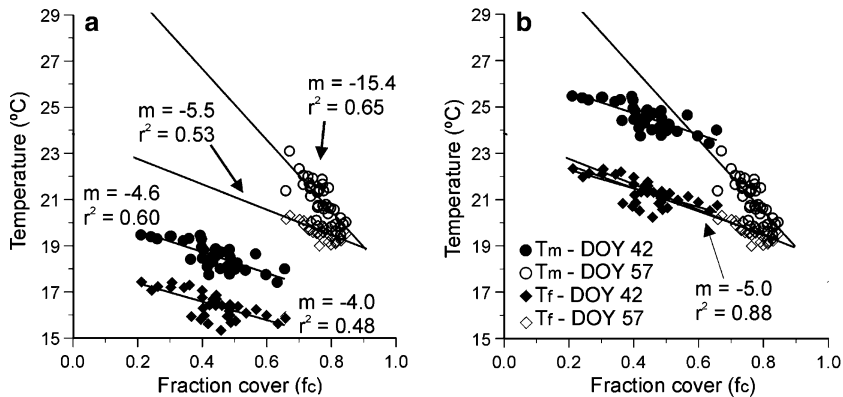 a
29
27
25
23
21
19
17
15
Temperature (ºC)
m = -15.4
r² = 0.65
m = -5.5
r² = 0.53
m = -4.6
r² = 0.60
m = -4.0
r² = 0.48
0.0 0.2 0.4 0.6 0.8 1.0
Fraction cover (fc)
b
29
27
25
23
21
19
17
15
Temperature (ºC)
Tm - DOY 42
Tm - DOY 57
Tf - DOY 42
Tf - DOY 57
m = -5.0
r² = 0.88
0.0 0.2 0.4 0.6 0.8 1.0
Fraction cover (fc)